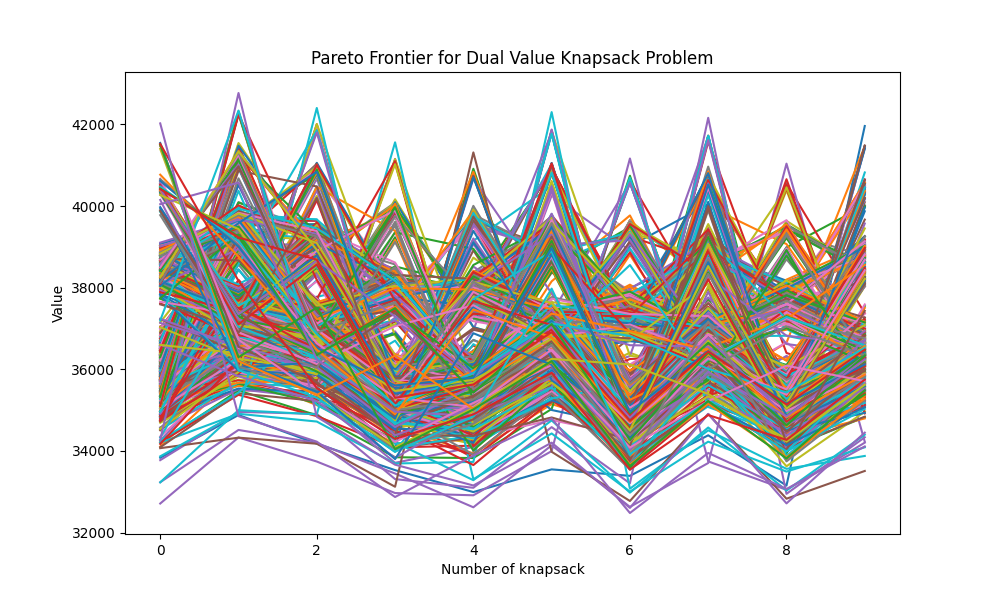 Pareto Frontier for Dual Value Knapsack Problem
42000
40000
38000
36000
34000
32000
Value
0 2 4 6 8
Number of knapsack